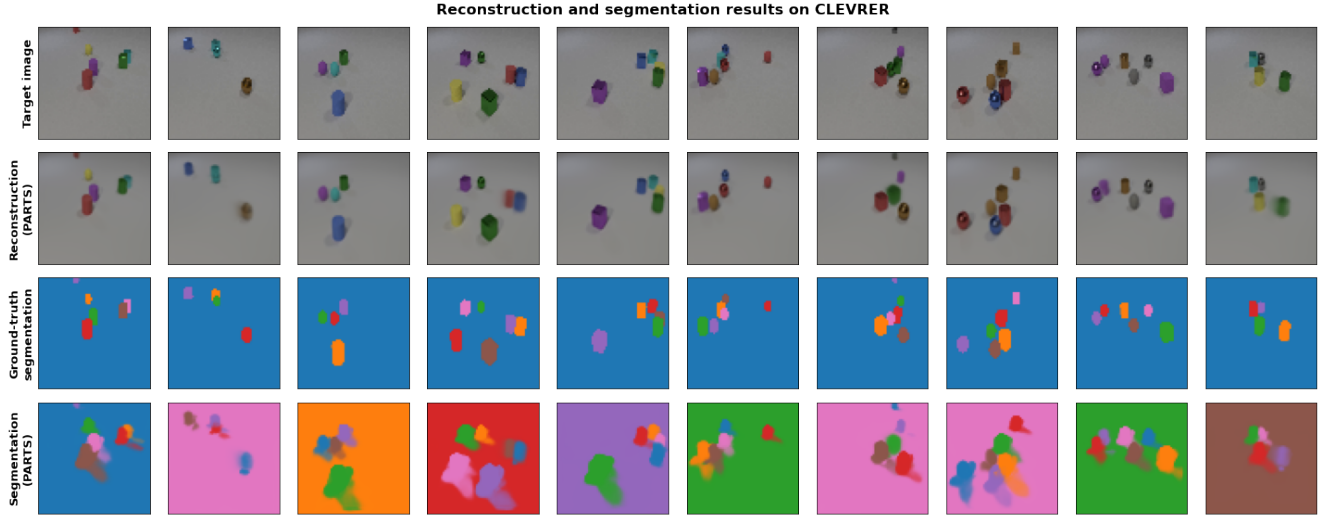 Reconstruction and segmentation results on CLEVRER
Target image
Reconstruction
(PARTS)
Ground-truth
segmentation
Segmentation
(PARTS)